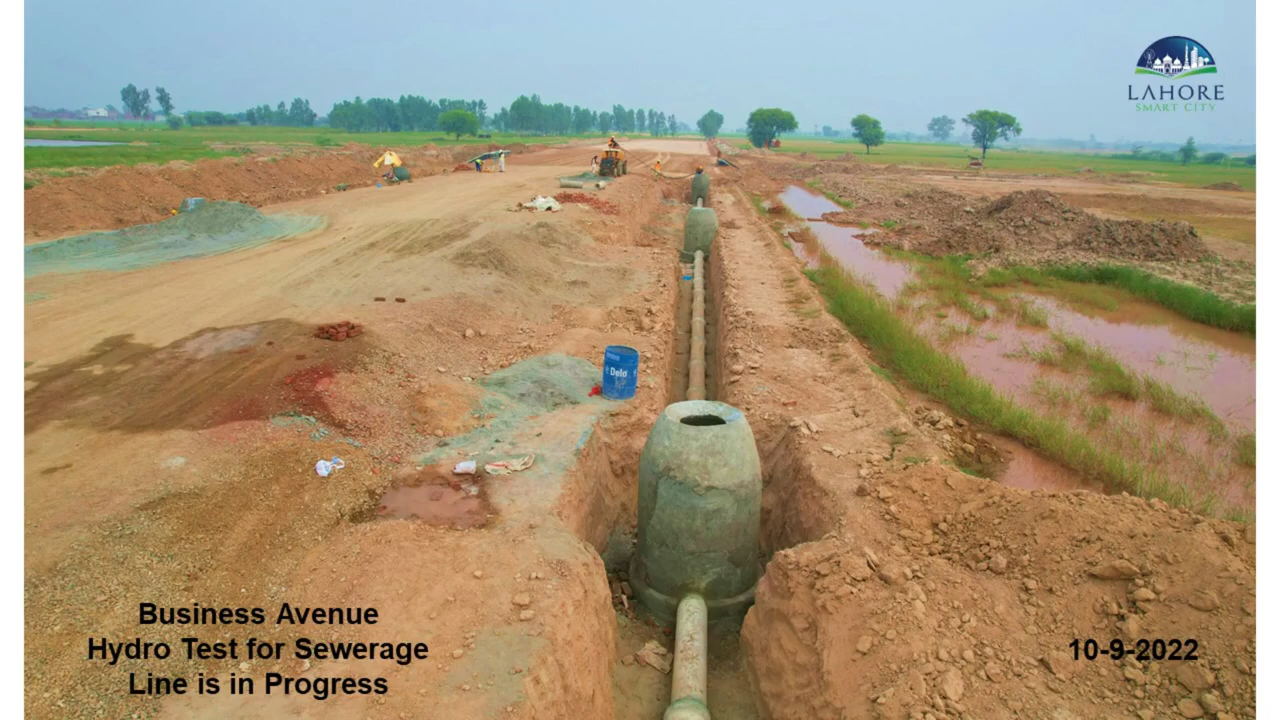 LAHORE
SMART CITY
Delo
Business Avenue
Hydro Test for Sewerage
Line is in Progress
10-9-2022